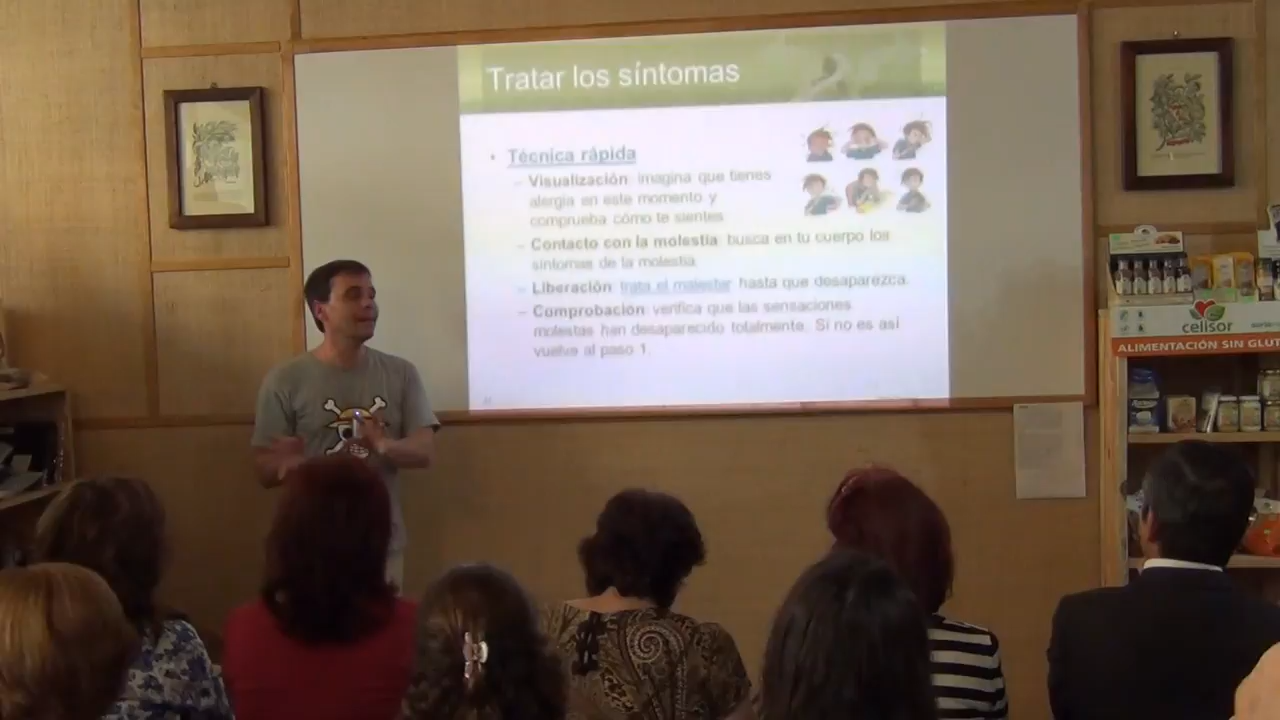 Tratar los síntomas
• Técnica rápida
– Visualización: imagina que tienes
alergia en este momento y
comprueba cómo te sientes.
– Contacto con la molestia: busca en tu cuerpo los
síntomas de la molestia.
– Liberación: trata el malestar hasta que desaparezca.
– Comprobación: verifica que las sensaciones
molestas han desaparecido totalmente. Si no es así
vuelve al paso 1.
celisor
ALIMENTACIÓN SIN GLUT